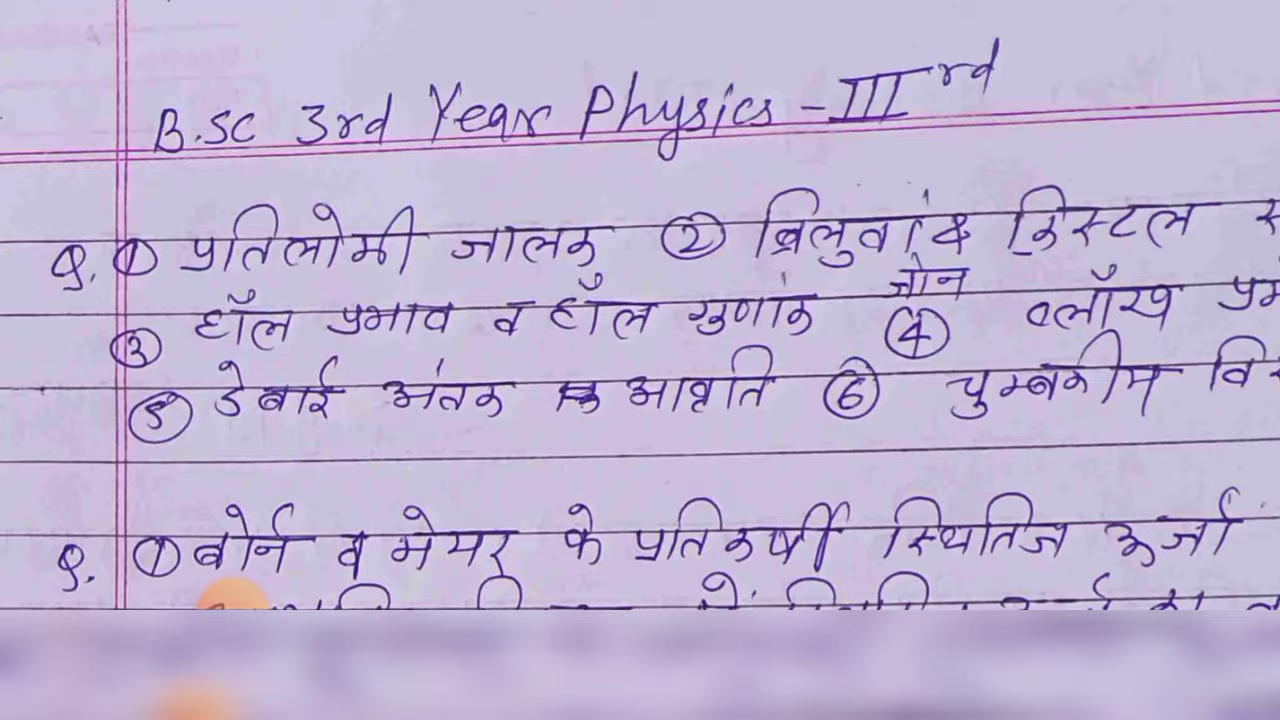 B.Sc 3rd Year Physics - III rd
Q. ① प्रतिलोमी जालक ② ब्रिलुवां क्रिस्टल
जोन
③ हॉल प्रभाव व हॉल गुणांक ④ ब्लॉख
⑤ डेबाई अंतक आवृति ⑥ चुम्बकीय
Q. ① बोर्न व मेयर के प्रतिकर्षी स्थितिज ऊर्जा